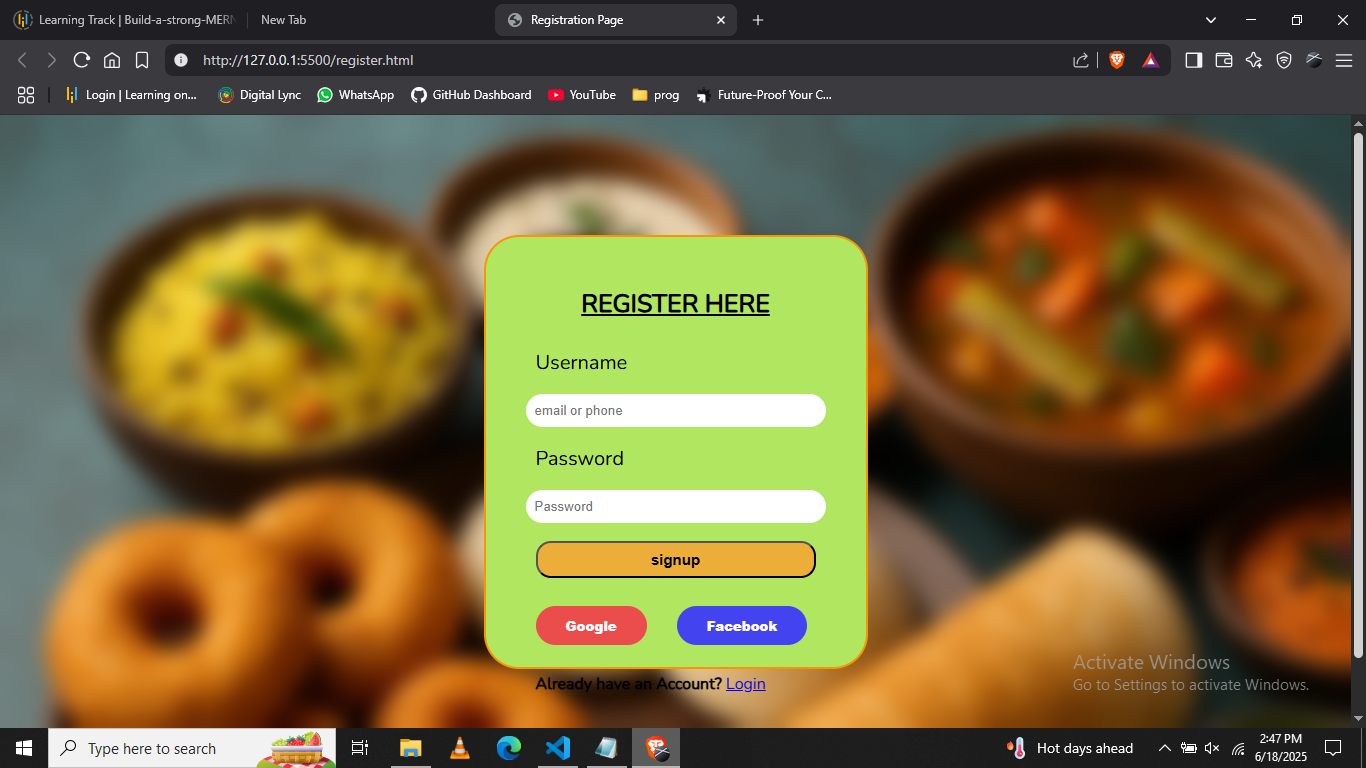 Learning Track | Build-a-strong-MERN
New Tab
Registration Page
http://127.0.0.1:5500/register.html
Login | Learning on...
Digital Lync
WhatsApp
GitHub Dashboard
YouTube
prog
Future-Proof Your C...
REGISTER HERE
Username
email or phone
Password
Password
signup
Google
Facebook
Already have an Account? Login
Activate Windows
Go to Settings to activate Windows.
Type here to search
Hot days ahead
2:47 PM
6/18/2025